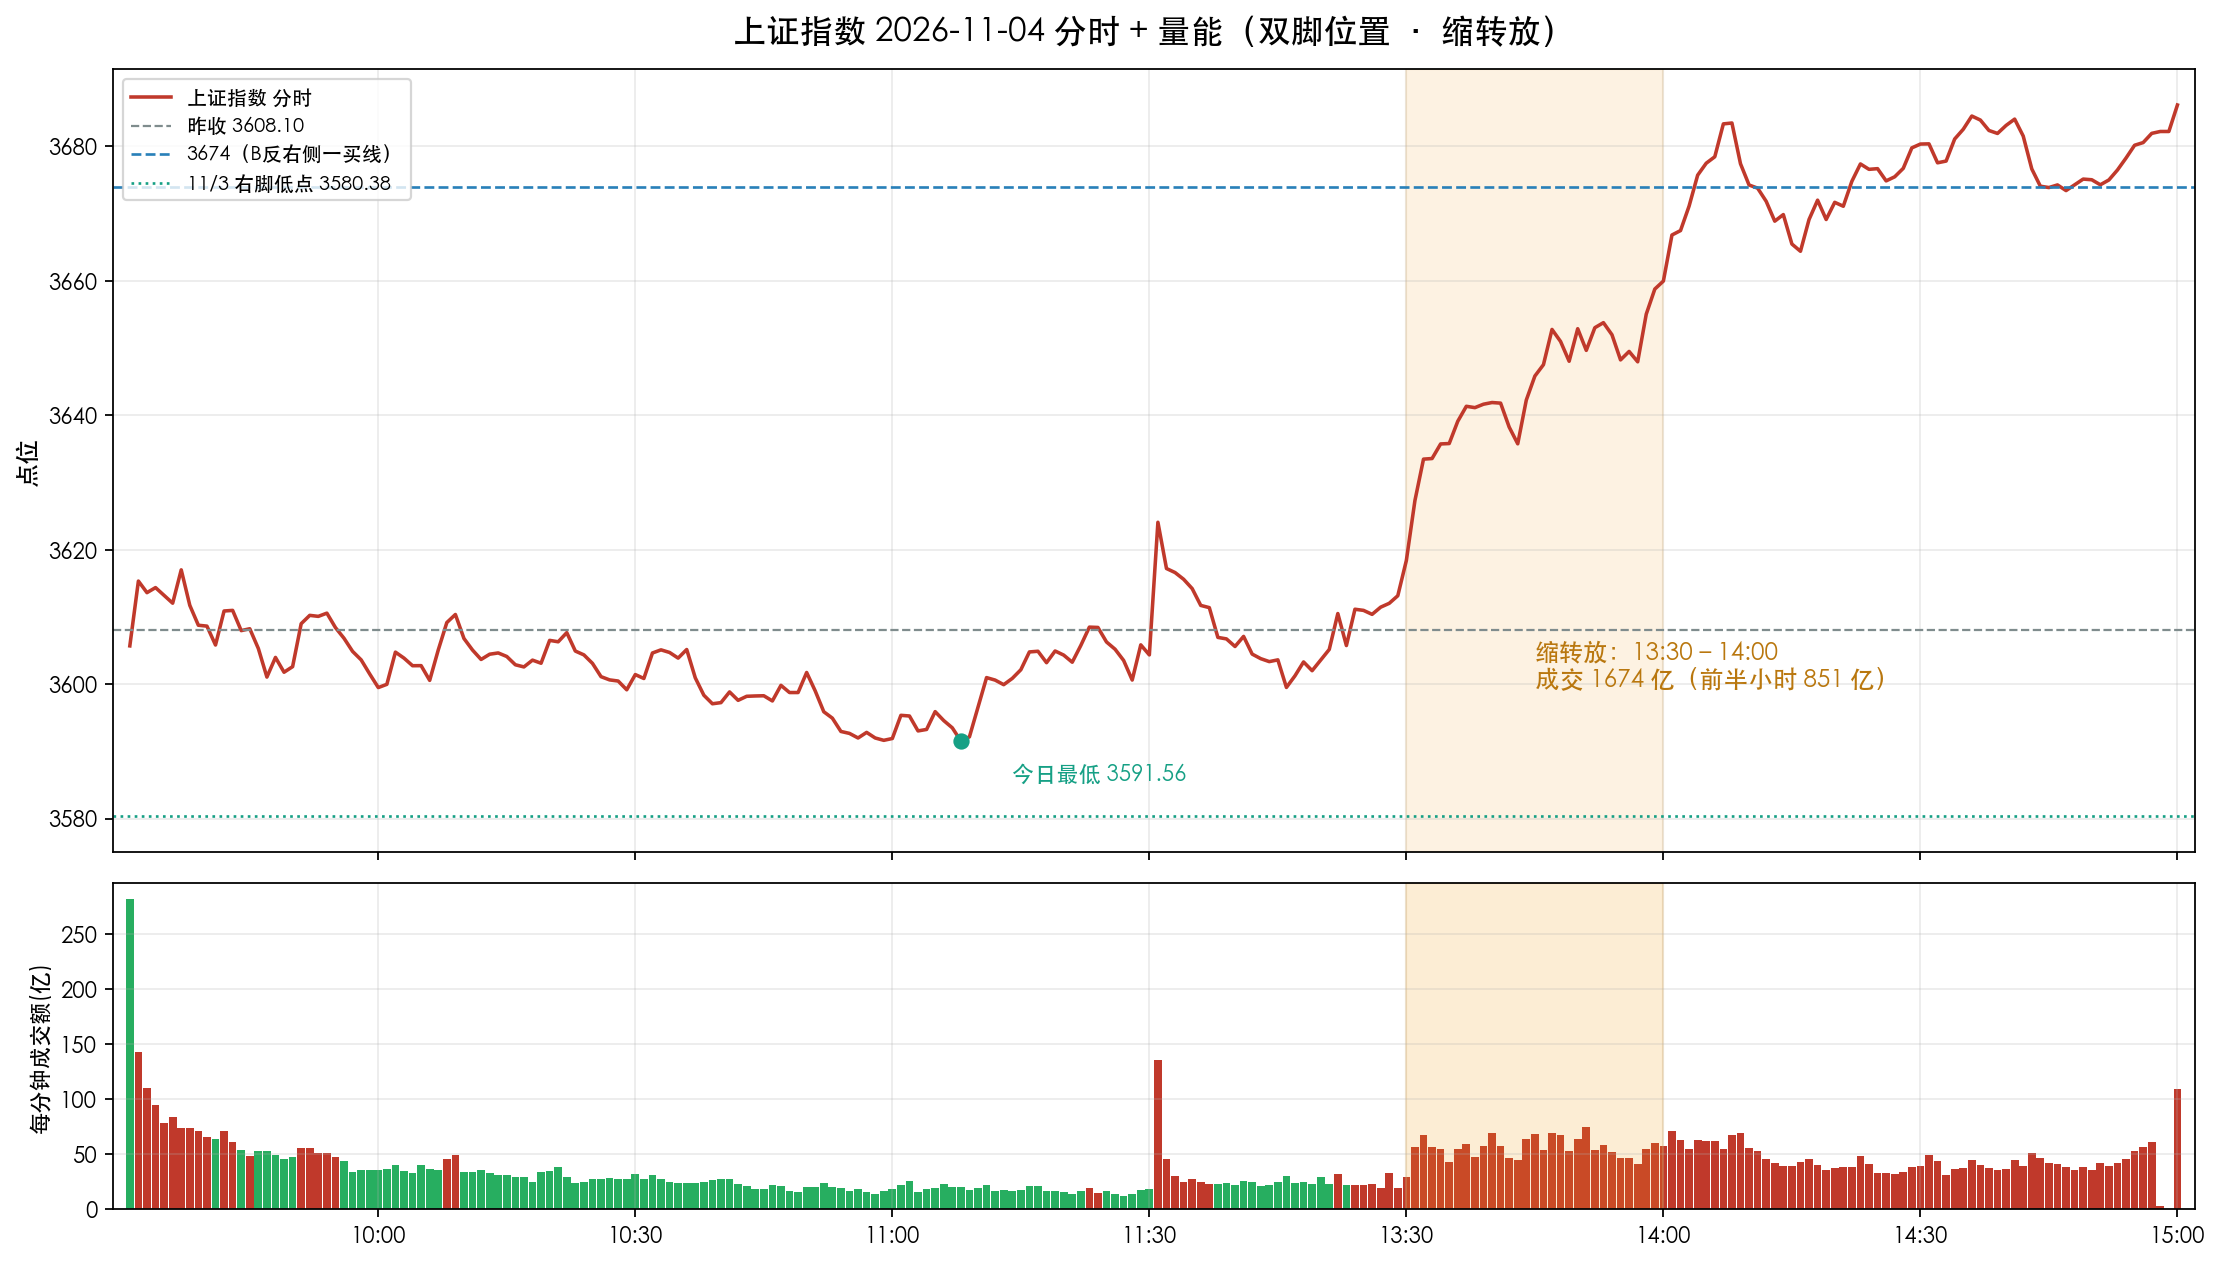 上证指数 2026-11-04 分时 + 量能（双脚位置 · 缩转放）
上证指数 分时
昨收 3608.10
3674（B反右侧一买线）
11/3 右脚低点 3580.38
点位
3680
3660
3640
3620
3600
3580
缩转放：13:30 – 14:00
成交 1674 亿（前半小时 851 亿）
今日最低 3591.56
每分钟成交额(亿)
250
200
150
100
50
0
10:00
10:30
11:00
11:30
13:30
14:00
14:30
15:00